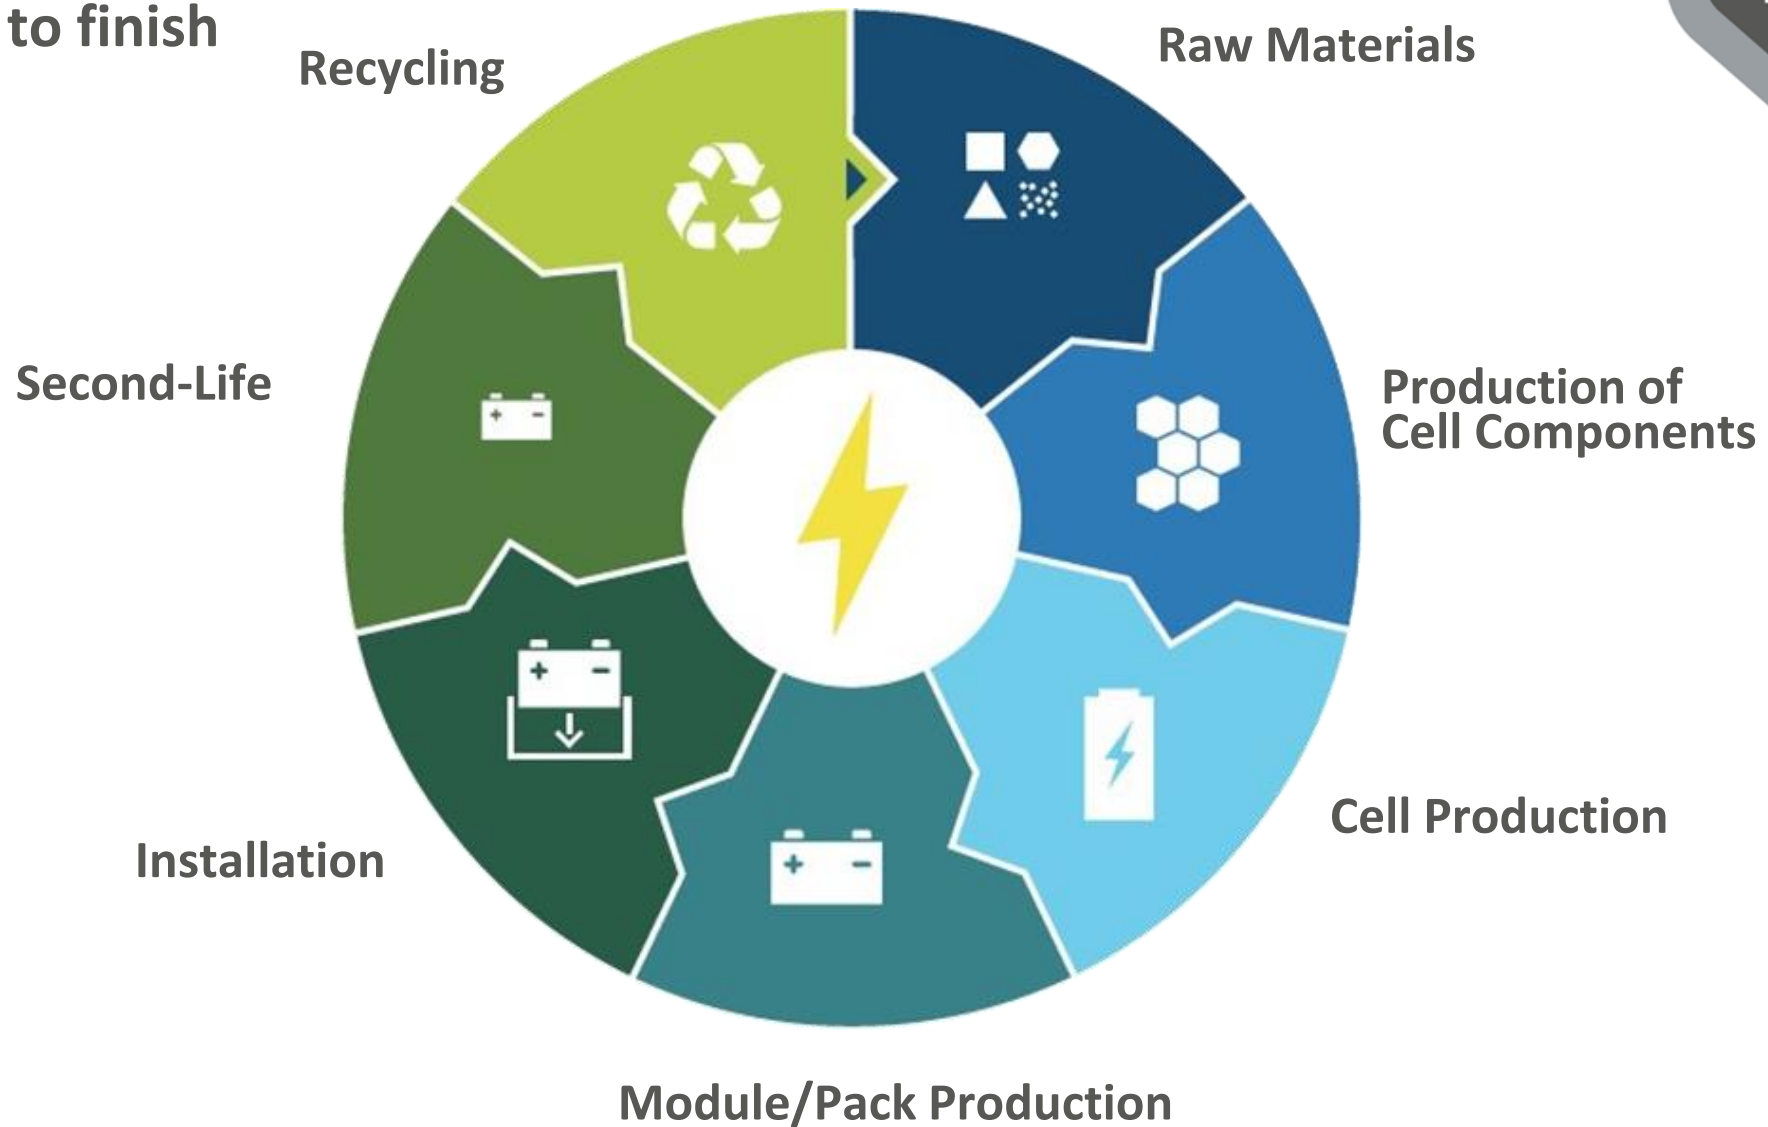 to finish
Recycling
Raw Materials
Second-Life
Production of
Cell Components
Installation
Cell Production
Module/Pack Production